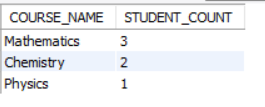 COURSE_NAME STUDENT_COUNT
Mathematics 3
Chemistry 2
Physics 1